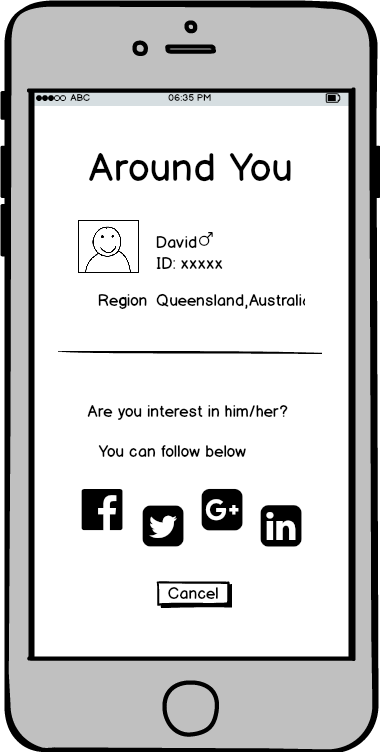 ABC 06:35 PM
Around You
David♂
ID: xxxxx
Region Queensland,Australi
Are you interest in him/her?
You can follow below
f G+ in
Cancel